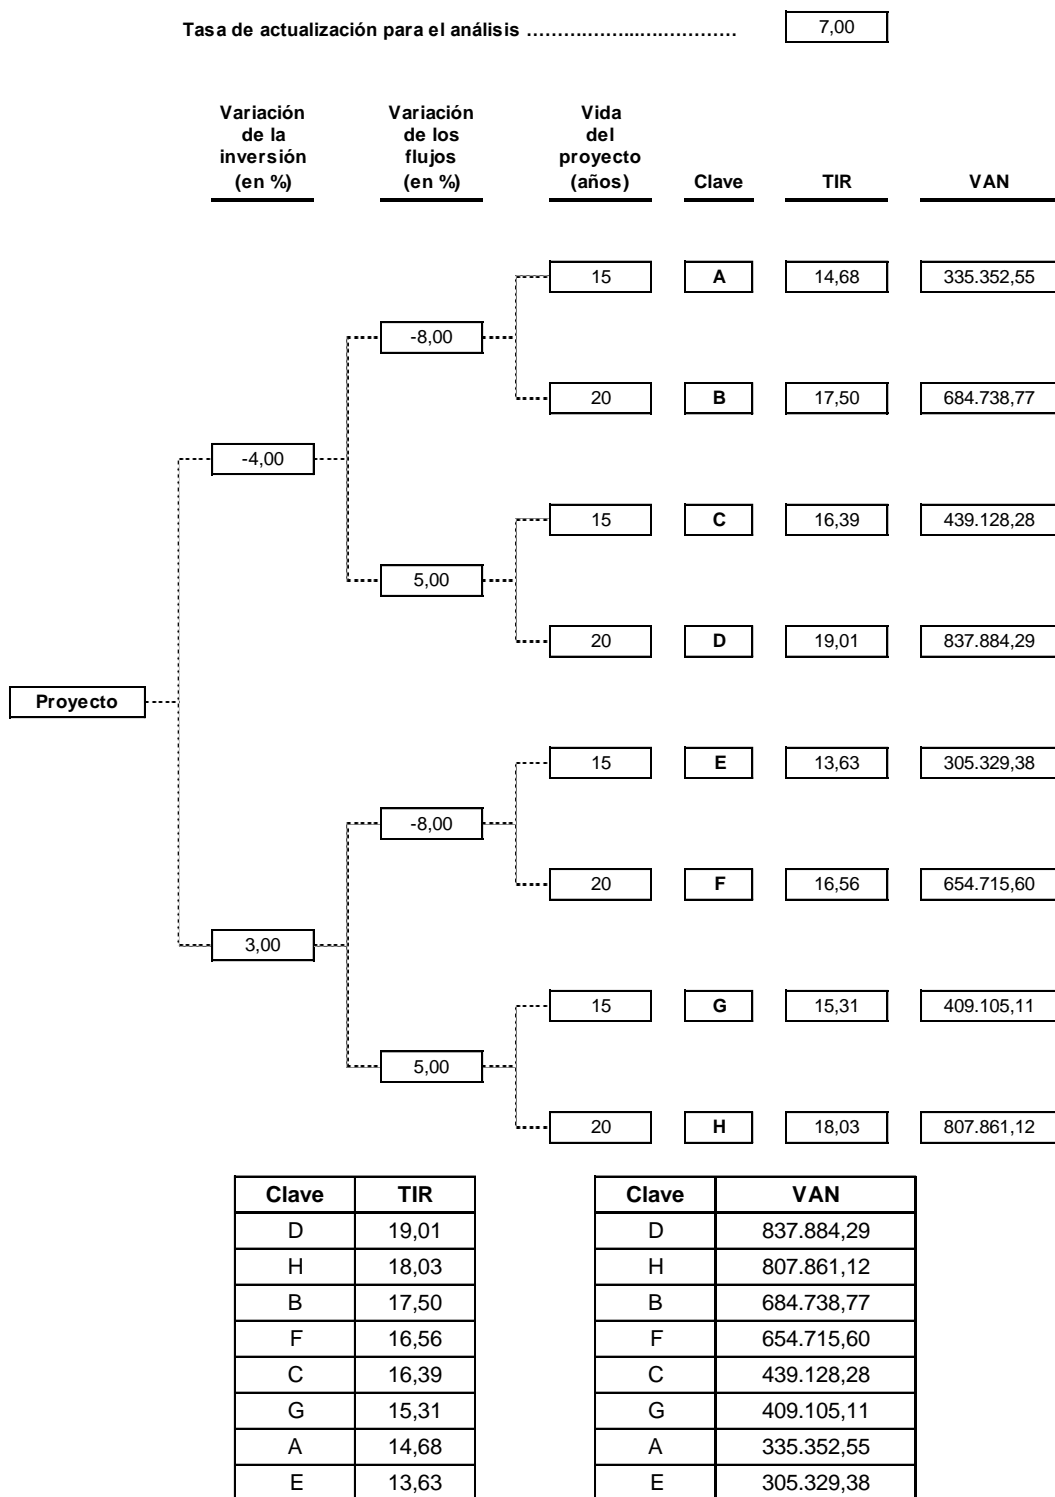 Tasa de actualización para el análisis ……….……...….………… 7,00
Variación de la inversión (en %)
Variación de los flujos (en %)
Vida del proyecto (años)
Clave
TIR
VAN
15 A 14,68 335.352,55
-8,00
20 B 17,50 684.738,77
-4,00
15 C 16,39 439.128,28
5,00
20 D 19,01 837.884,29
Proyecto
15 E 13,63 305.329,38
-8,00
20 F 16,56 654.715,60
3,00
15 G 15,31 409.105,11
5,00
20 H 18,03 807.861,12
Clave TIR
D 19,01
H 18,03
B 17,50
F 16,56
C 16,39
G 15,31
A 14,68
E 13,63
Clave VAN
D 837.884,29
H 807.861,12
B 684.738,77
F 654.715,60
C 439.128,28
G 409.105,11
A 335.352,55
E 305.329,38